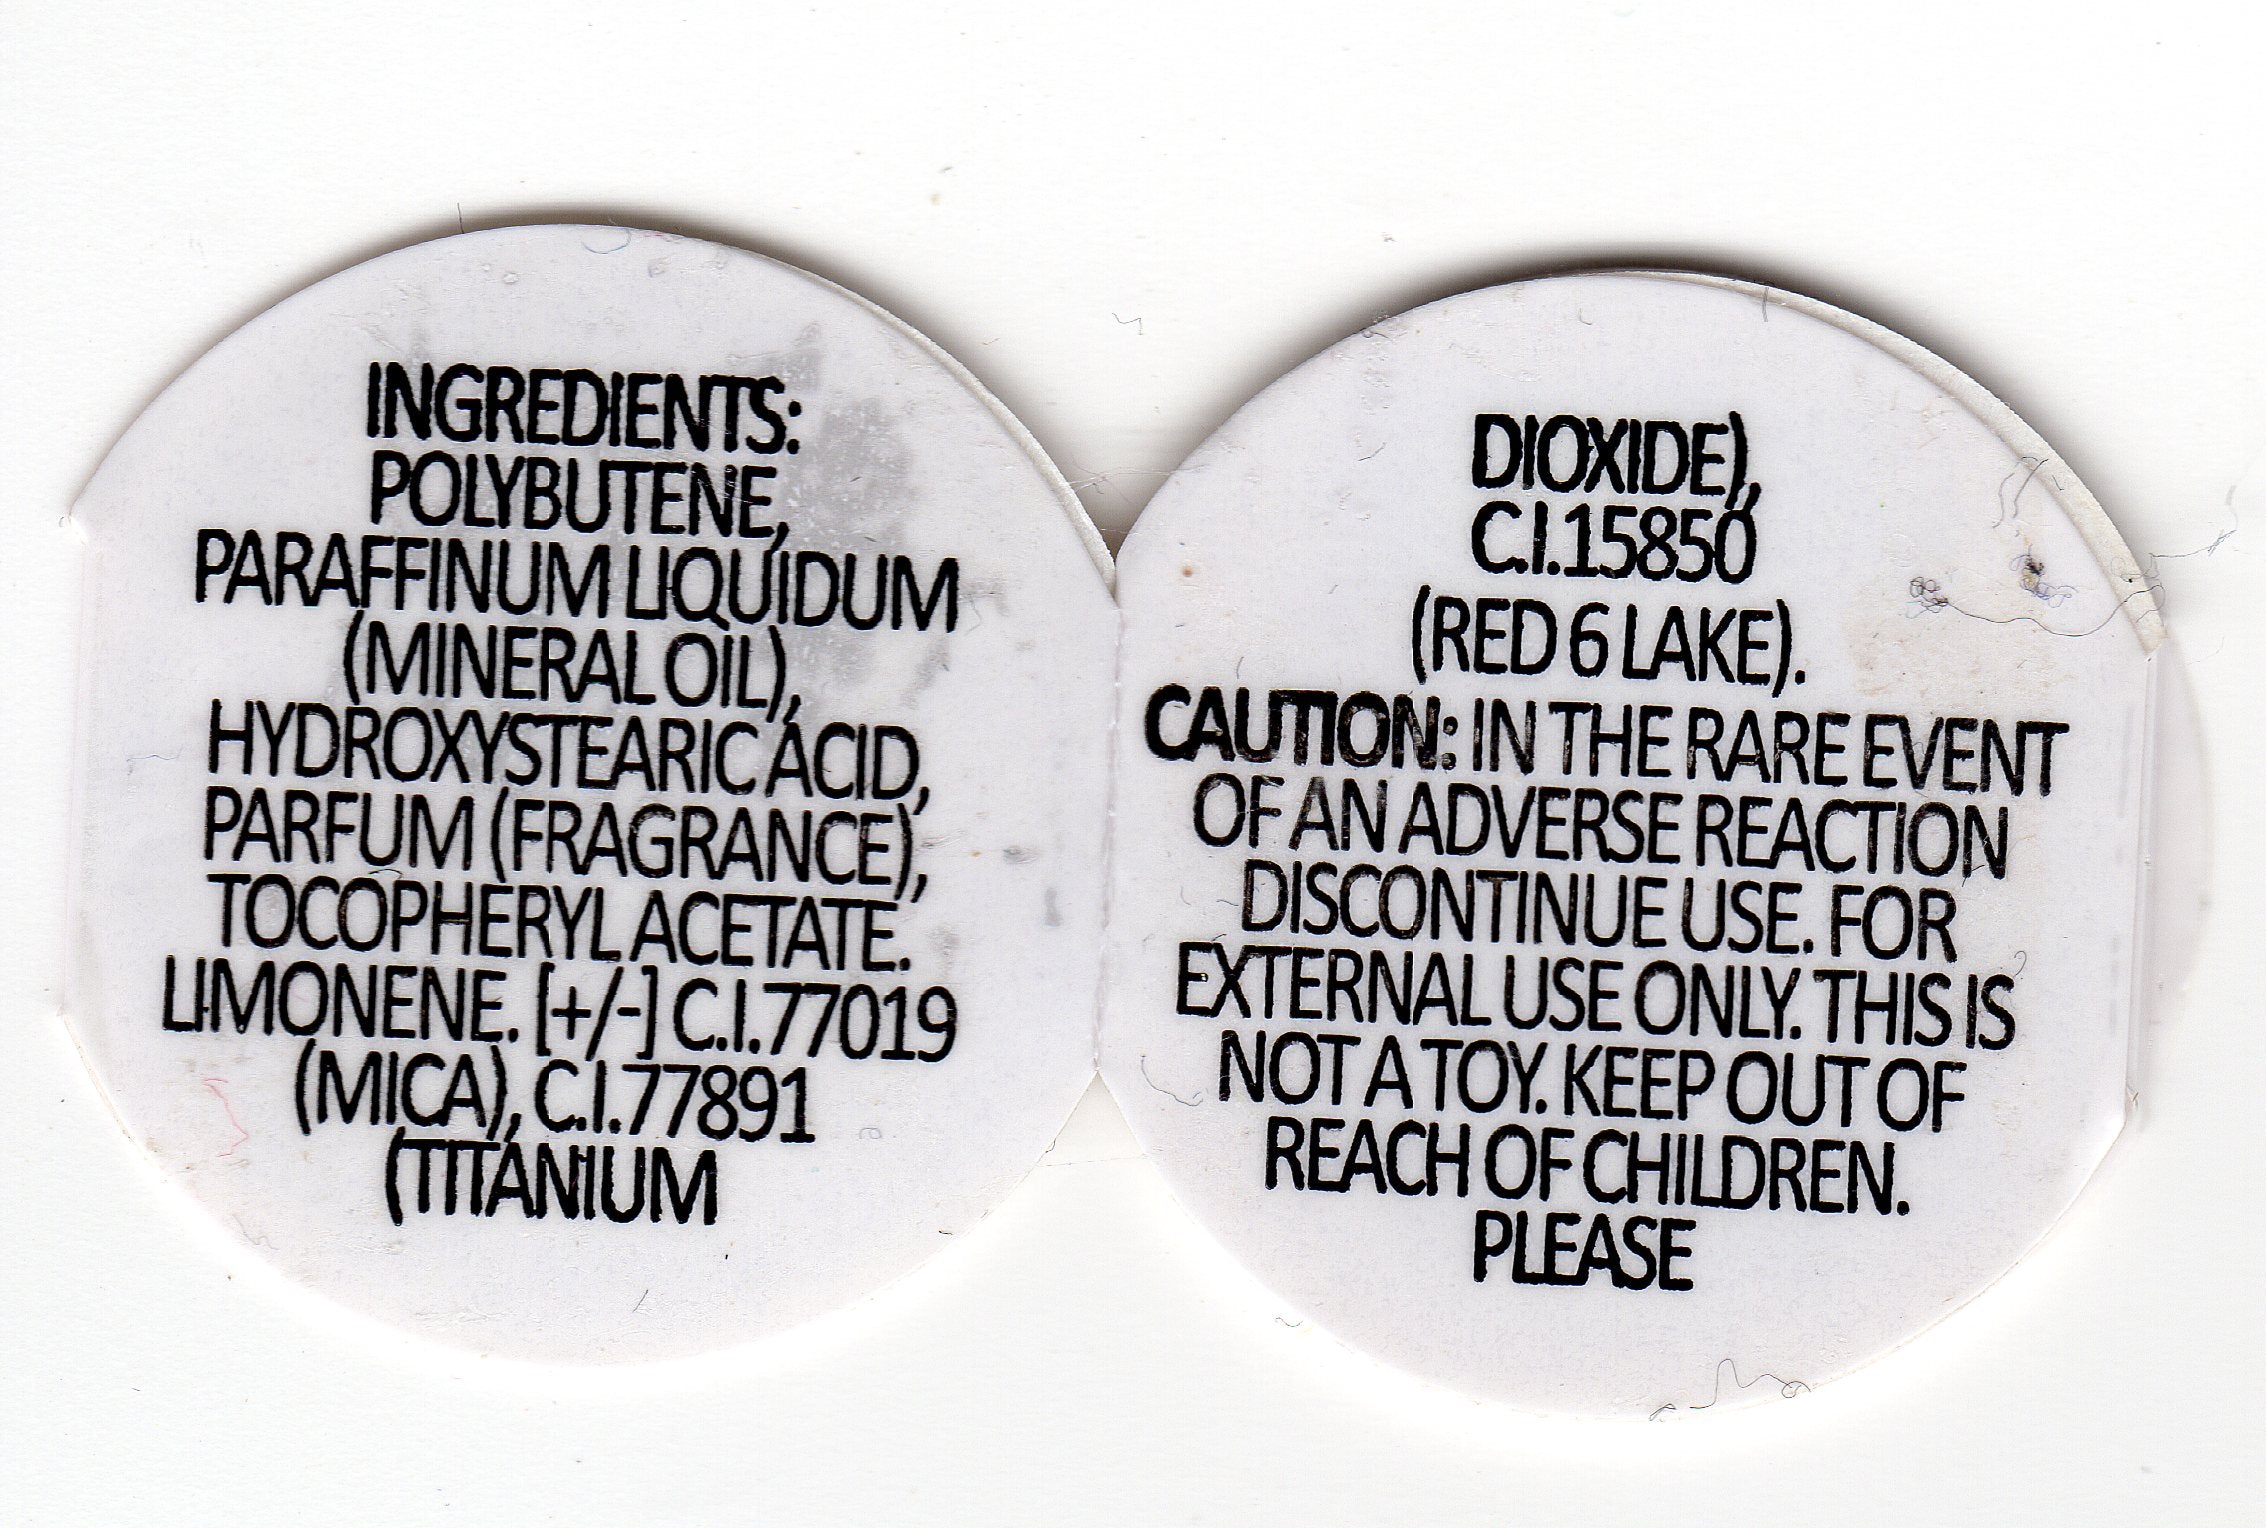 INGREDIENTS:
POLYBUTENE,
PARAFFINUM LIQUIDUM
(MINERAL OIL),
HYDROXYSTEARIC ACID,
PARFUM (FRAGRANCE),
TOCOPHERYL ACETATE.
LIMONENE. [+/-] C.I.77019
(MICA), C.I.77891
(TITANIUM
DIOXIDE),
C.I.15850
(RED 6 LAKE).
CAUTION: IN THE RARE EVENT
OF AN ADVERSE REACTION
DISCONTINUE USE. FOR
EXTERNAL USE ONLY. THIS IS
NOT A TOY. KEEP OUT OF
REACH OF CHILDREN.
PLEASE